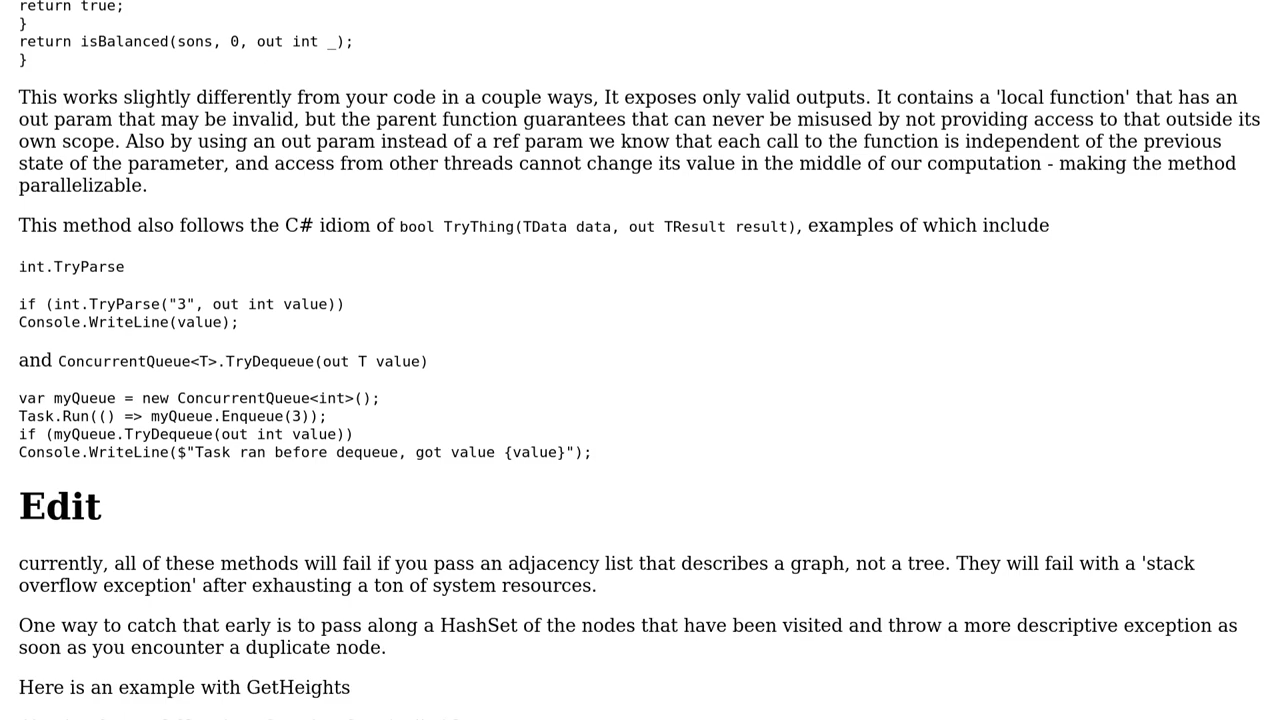 return true;
}
return isBalanced(sons, 0, out int _);
}
This works slightly differently from your code in a couple ways, It exposes only valid outputs. It contains a 'local function' that has an
out param that may be invalid, but the parent function guarantees that can never be misused by not providing access to that outside its
own scope. Also by using an out param instead of a ref param we know that each call to the function is independent of the previous
state of the parameter, and access from other threads cannot change its value in the middle of our computation - making the method
parallelizable.
This method also follows the C# idiom of bool TryThing(TData data, out TResult result), examples of which include
int.TryParse
if (int.TryParse("3", out int value))
Console.WriteLine(value);
and ConcurrentQueue<T>.TryDequeue(out T value)
var myQueue = new ConcurrentQueue<int>();
Task.Run(() => myQueue.Enqueue(3));
if (myQueue.TryDequeue(out int value))
Console.WriteLine($"Task ran before dequeue, got value {value}");
Edit
currently, all of these methods will fail if you pass an adjacency list that describes a graph, not a tree. They will fail with a 'stack
overflow exception' after exhausting a ton of system resources.
One way to catch that early is to pass along a HashSet of the nodes that have been visited and throw a more descriptive exception as
soon as you encounter a duplicate node.
Here is an example with GetHeights